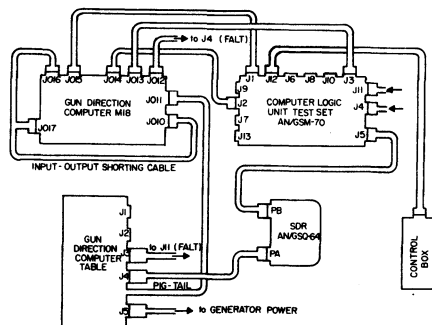 to J4 (FALT)
JO16 JO15 JO14 JO13 JO12
JO11
GUN DIRECTION
COMPUTER M18
JO10
JO17
INPUT-OUTPUT SHORTING CABLE
J1 J12 J6 J8 J10 J3
J9
J11
J2
COMPUTER LOGIC
UNIT TEST SET
AN/GSM-70
J4
J7
J5
J13
J1
J2
GUN
DIRECTION
COMPUTER
TABLE
J3
to J11 (FALT)
J4
PIG-TAIL
J5
to GENERATOR POWER
PB
SDR
AN/GSQ-64
PA
CONTROL
BOX